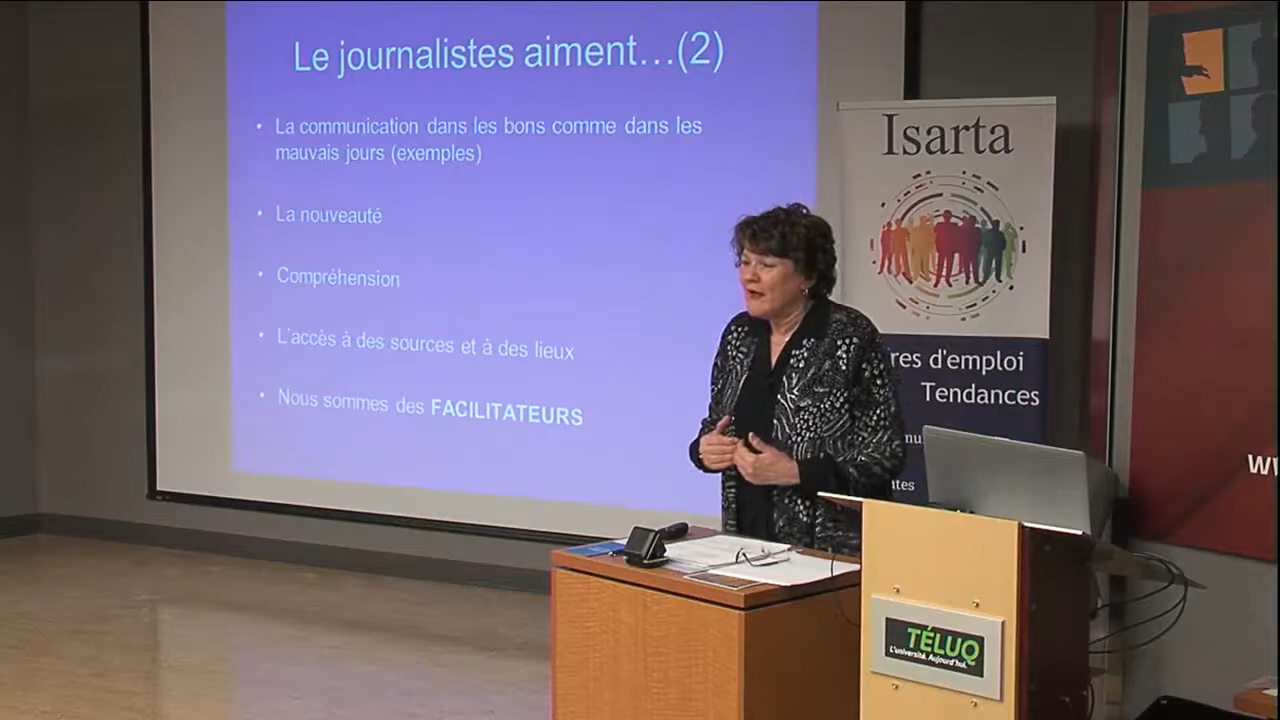 Le journalistes aiment...(2)
• La communication dans les bons comme dans les
mauvais jours (exemples)
• La nouveauté
• Compréhension
• L'accès à des sources et à des lieux
• Nous sommes des FACILITATEURS
Isarta
d'emploi
Tendances
TÉLUQ
L'université. Aujourd'hui.